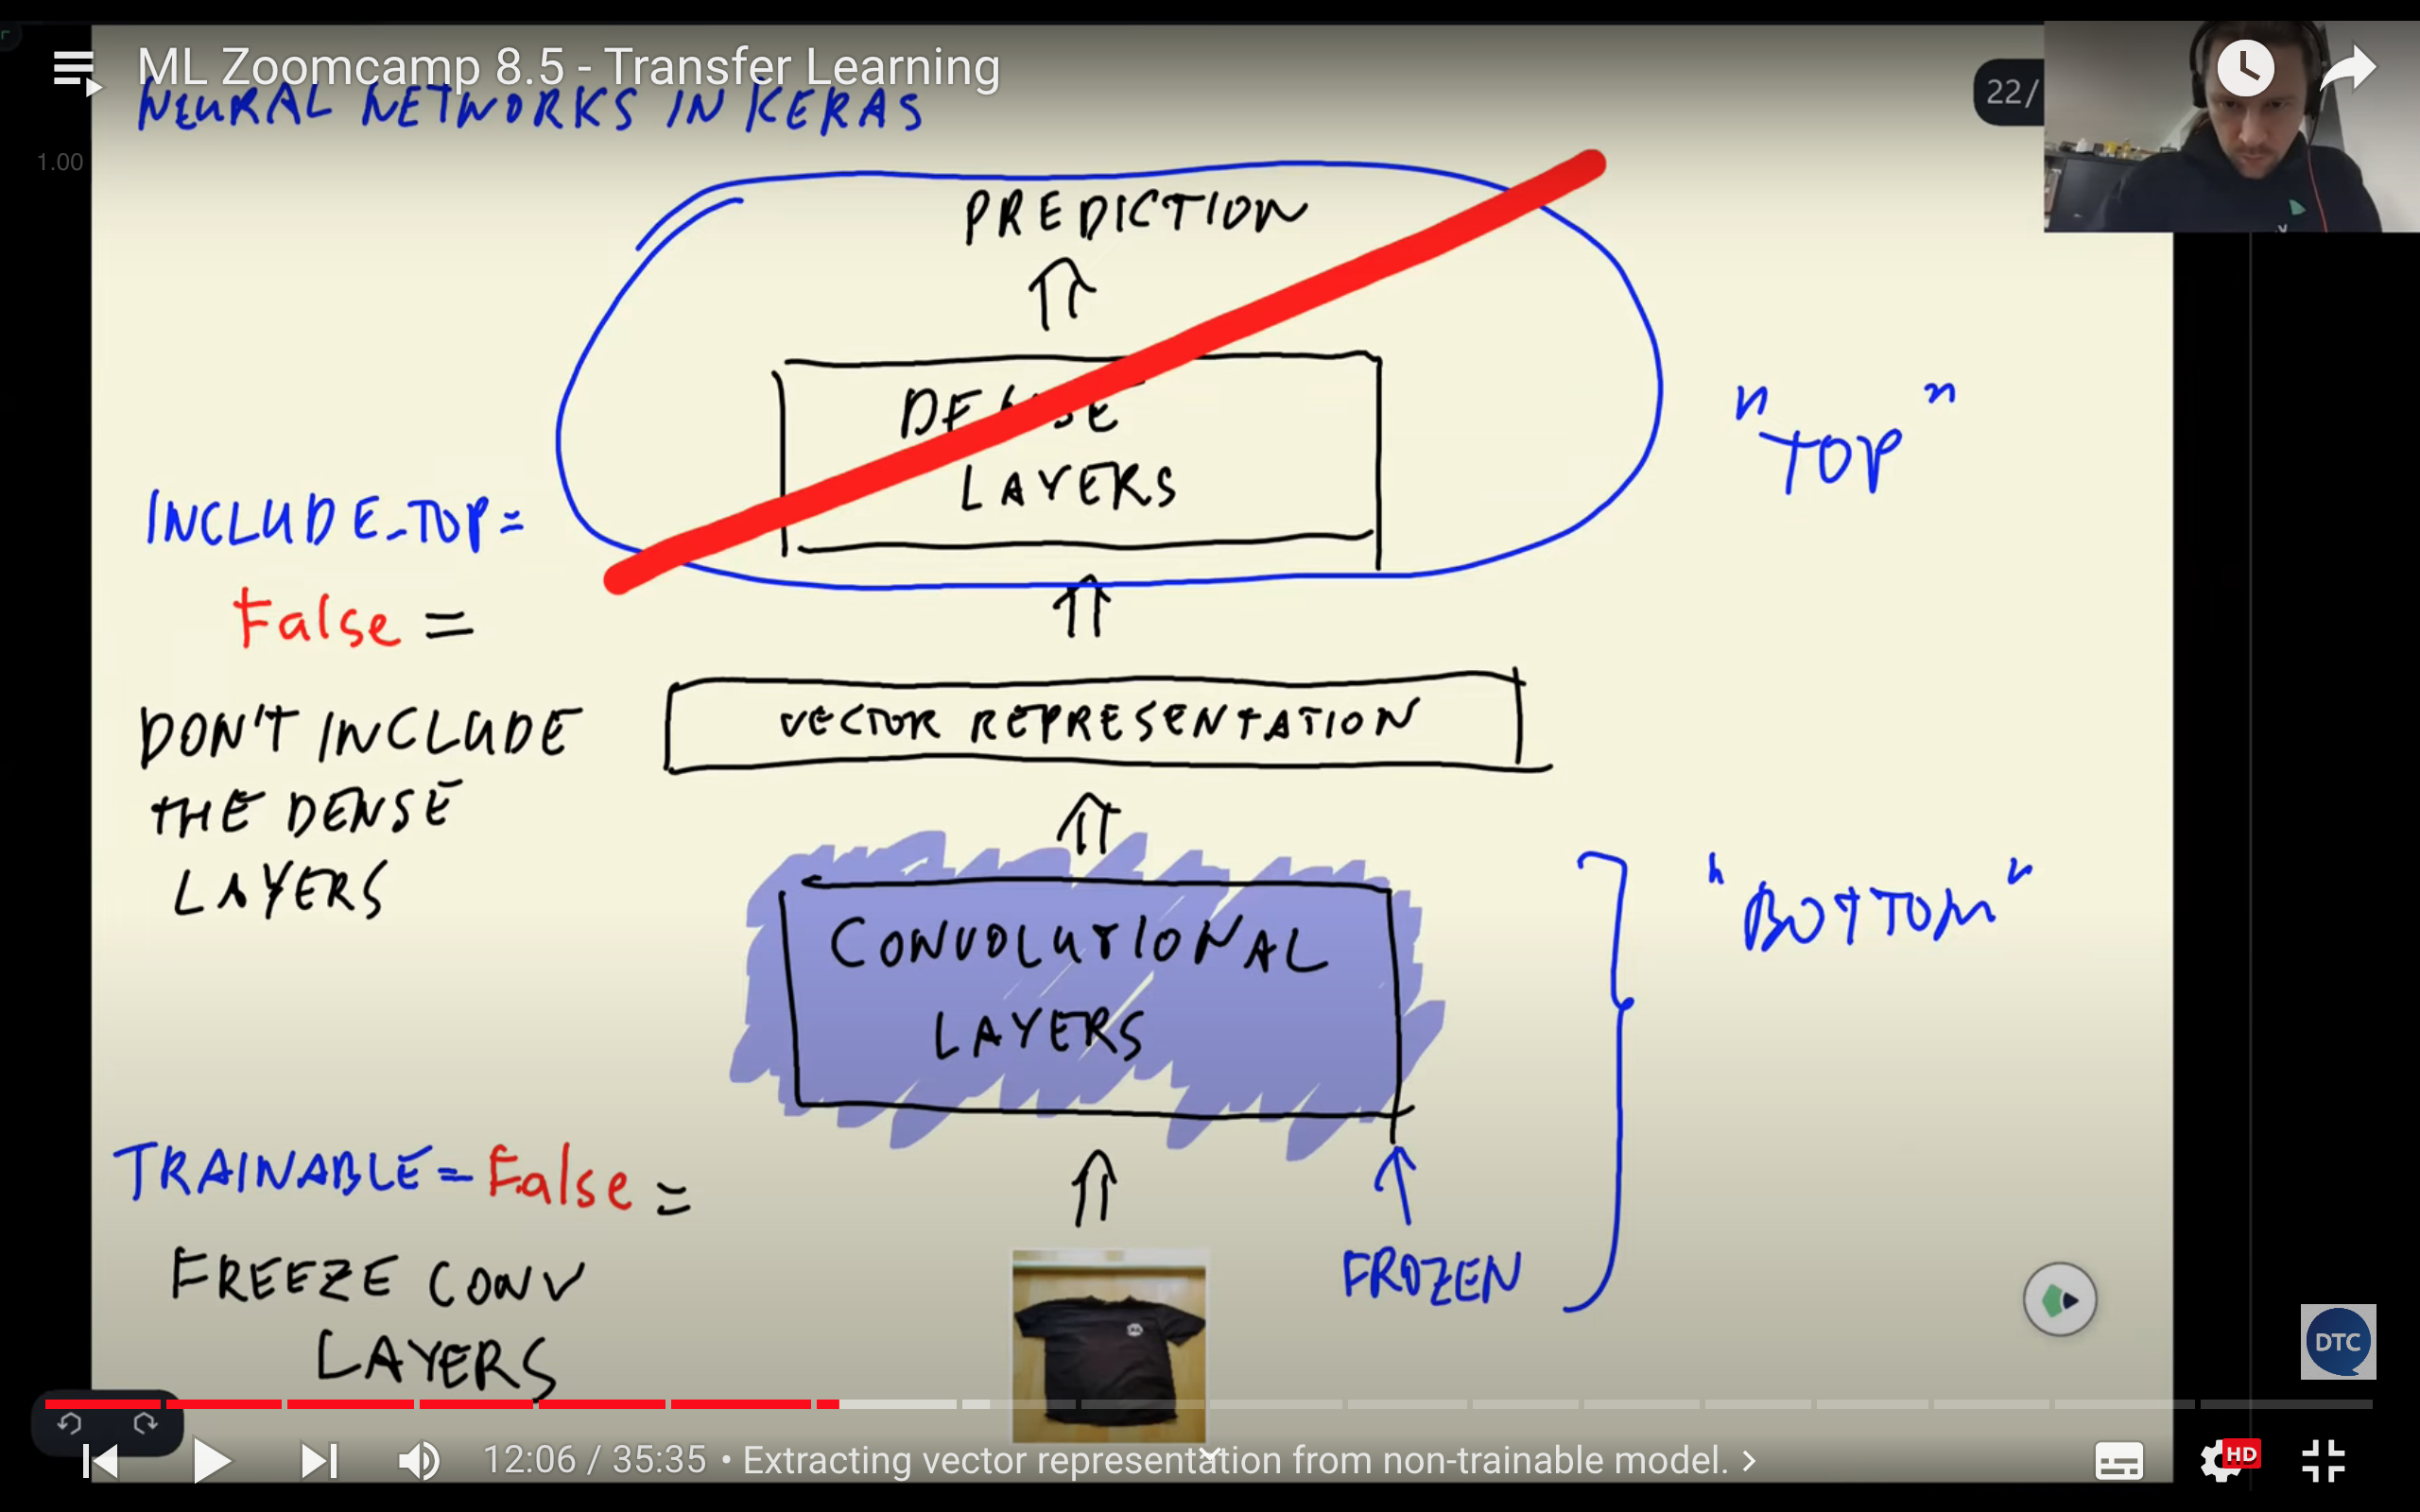 ML Zoomcamp 8.5 - Transfer Learning
NEURAL NETWORKS IN KERAS
22/
1.00
PREDICTION
DENSE
LAYERS
"TOP"
INCLUDE_TOP=
False =
DON'T INCLUDE
THE DENSE
LAYERS
VECTOR REPRESENTATION
CONVOLUTIONAL
LAYERS
"BOTTOM"
TRAINABLE=False =
FREEZE CONV
LAYERS
FROZEN
DTC
12:06 / 35:35 • Extracting vector representation from non-trainable model.
HD